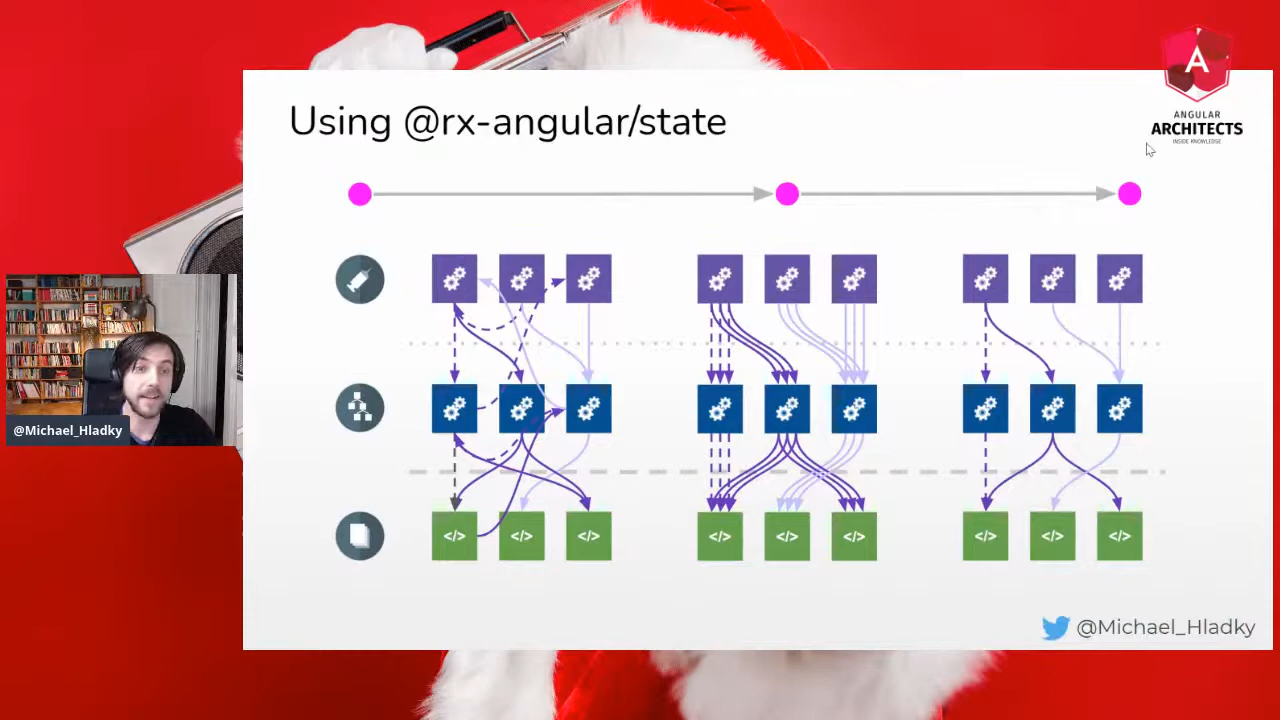 Using @rx-angular/state
A
ANGULAR
ARCHITECTS
INSIDE KNOWLEDGE
@Michael_Hladky
</> </> </> </> </> </> </> </> </>
@Michael_Hladky